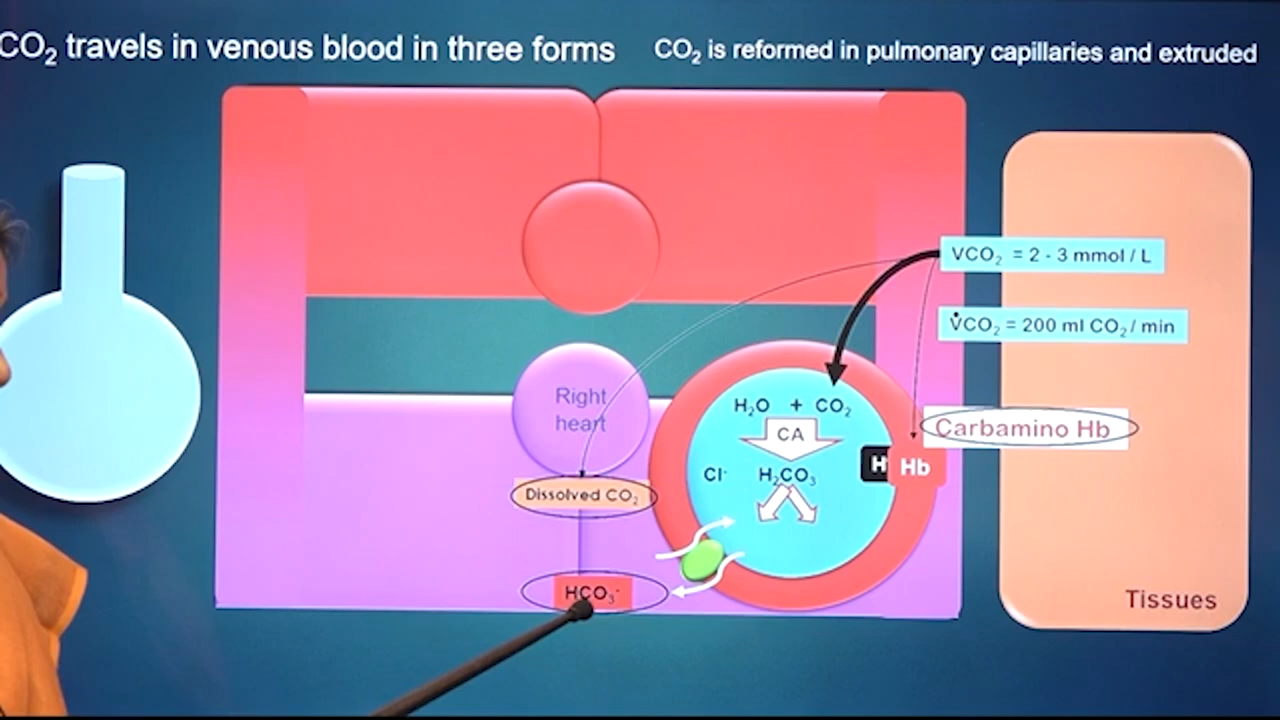 CO₂ travels in venous blood in three forms
CO₂ is reformed in pulmonary capillaries and extruded
VCO₂ = 2 - 3 mmol / L
V̇CO₂ = 200 ml CO₂ / min
Right
heart
H₂O + CO₂
CA
Carbamino Hb
Cl⁻ H₂CO₃
H⁺ Hb
Dissolved CO₂
HCO₃⁻
Tissues